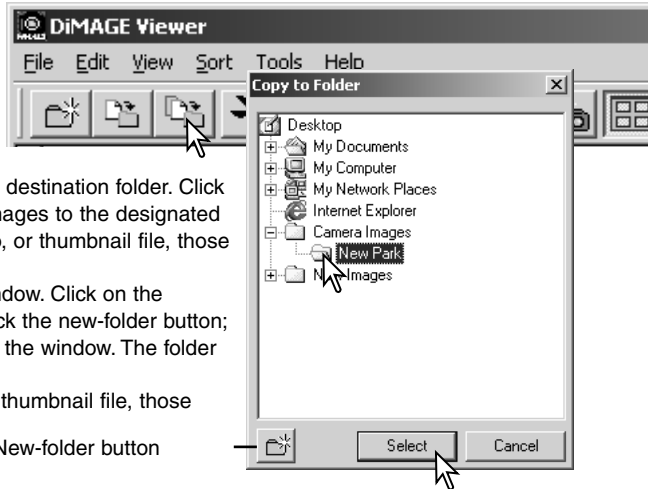 DiMAGE Viewer
File Edit View Sort Tools Help
Copy to Folder
Desktop
My Documents
My Computer
My Network Places
Internet Explorer
Camera Images
New Park
New Images
Select
Cancel
destination folder. Click
ages to the designated
, or thumbnail file, those
dow. Click on the
ck the new-folder button;
the window. The folder
thumbnail file, those
New-folder button